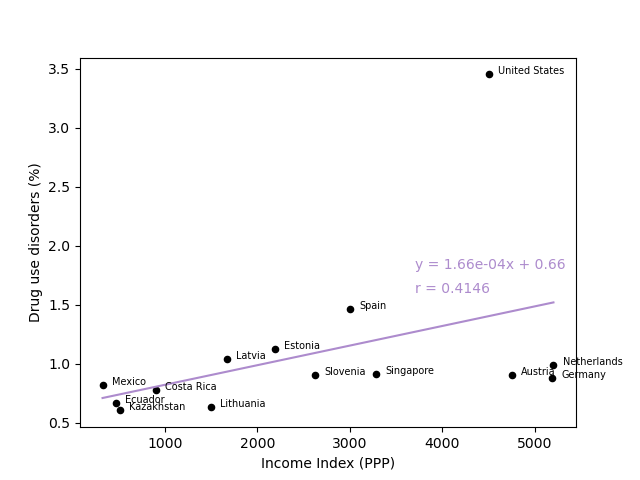 3.5
United States
3.0
2.5
2.0
y = 1.66e-04x + 0.66
r = 0.4146
1.5
Spain
Estonia
Latvia
1.0
Netherlands
Slovenia
Singapore
Austria
Germany
Mexico
Costa Rica
Ecuador
Kazakhstan
Lithuania
0.5
Drug use disorders (%)
1000 2000 3000 4000 5000
Income Index (PPP)